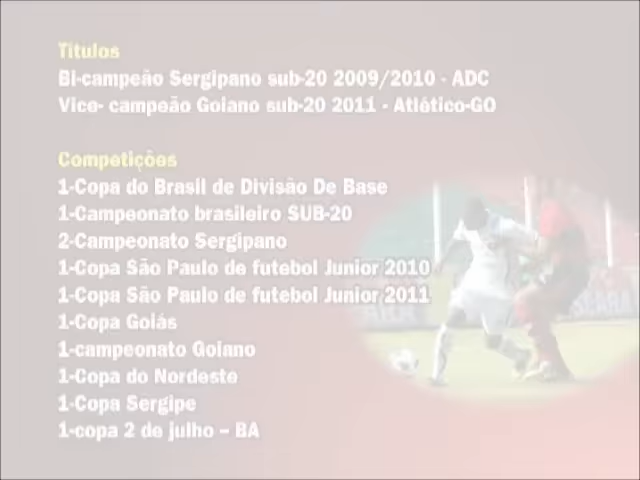 Títulos
Bi-campeão Sergipano sub-20 2009/2010 - ADC
Vice- campeão Goiano sub-20 2011 - Atlético-GO
Competições
1-Copa do Brasil de Divisão De Base
1-Campeonato brasileiro SUB-20
2-Campeonato Sergipano
1-Copa São Paulo de futebol Junior 2010
1-Copa São Paulo de futebol Junior 2011
1-Copa Goiás
1-campeonato Goiano
1-Copa do Nordeste
1-Copa Sergipe
1-copa 2 de julho – BA